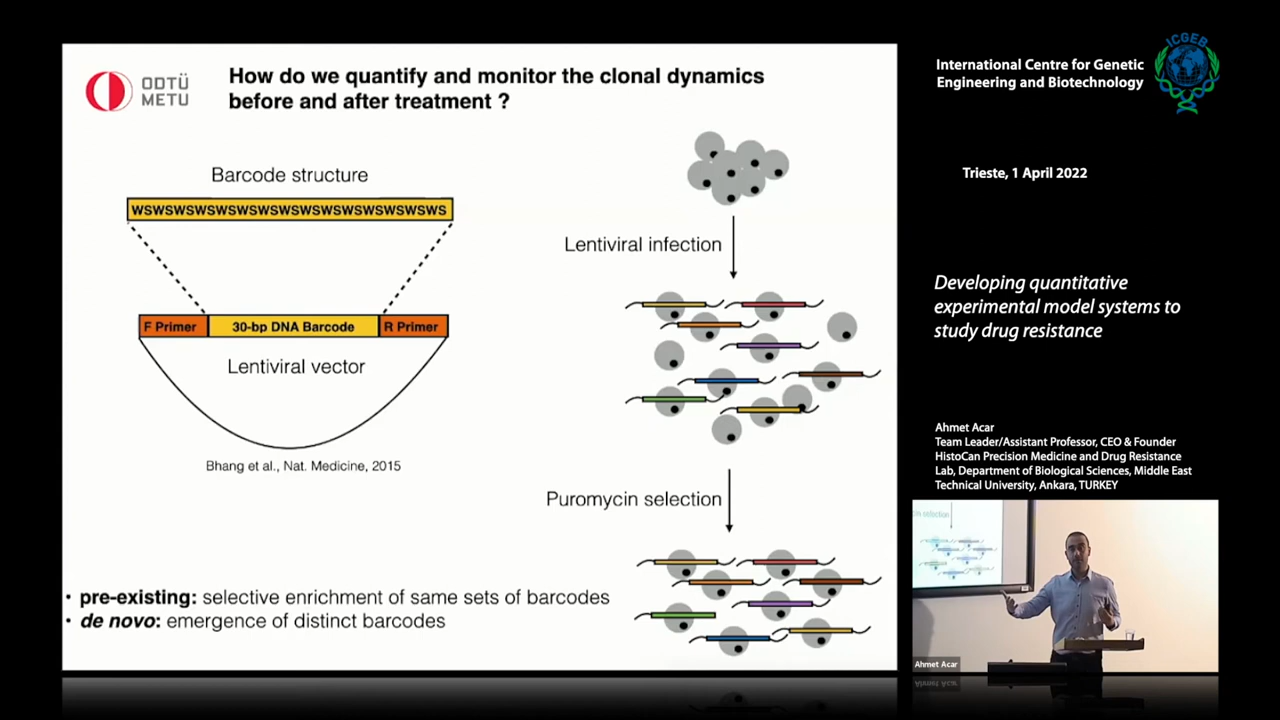 ODTÜ
METU
How do we quantify and monitor the clonal dynamics
before and after treatment ?
Barcode structure
WSWSWSWSWSWSWSWSWSWSWSWSWSWSWS
F Primer
30-bp DNA Barcode
R Primer
Lentiviral vector
Bhang et al., Nat. Medicine, 2015
Lentiviral infection
Puromycin selection
• pre-existing: selective enrichment of same sets of barcodes
• de novo: emergence of distinct barcodes
International Centre for Genetic
Engineering and Biotechnology
ICGEB
Trieste, 1 April 2022
Developing quantitative
experimental model systems to
study drug resistance
Ahmet Acar
Team Leader/Assistant Professor, CEO & Founder
HistoCan Precision Medicine and Drug Resistance
Lab, Department of Biological Sciences, Middle East
Technical University, Ankara, TURKEY
cin selection
Ahmet Acar